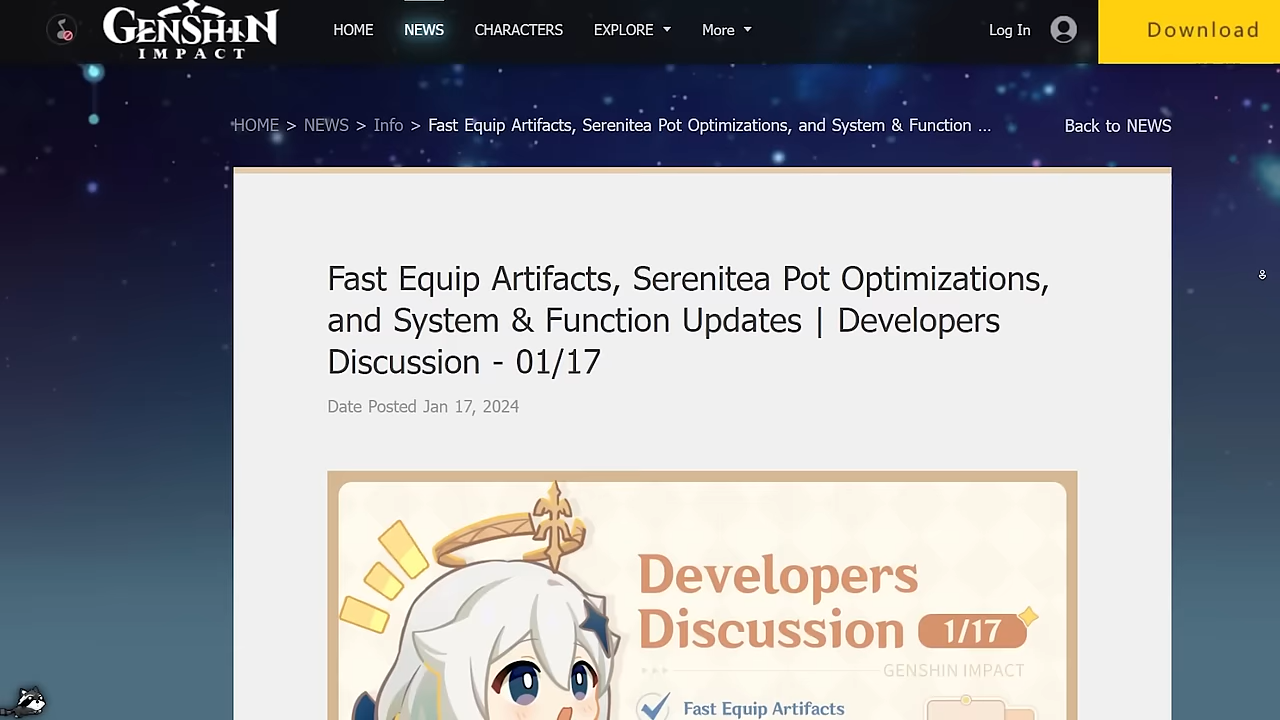 GENSHIN
IMPACT
HOME
NEWS
CHARACTERS
EXPLORE
More
Log In
Download
HOME > NEWS > Info > Fast Equip Artifacts, Serenitea Pot Optimizations, and System & Function ...
Back to NEWS
Fast Equip Artifacts, Serenitea Pot Optimizations,
and System & Function Updates | Developers
Discussion - 01/17
Date Posted Jan 17, 2024
Developers
Discussion 1/17
GENSHIN IMPACT
Fast Equip Artifacts